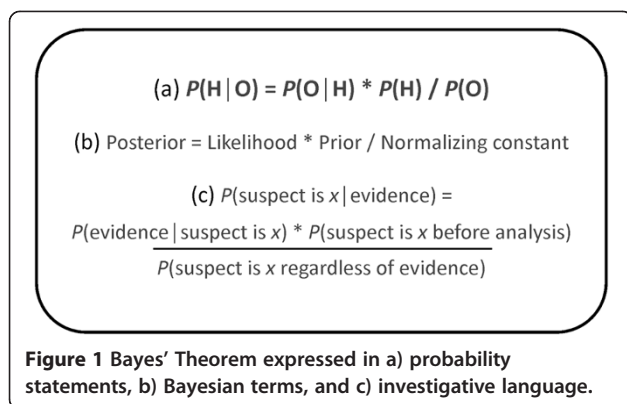 (a) P(H|O) = P(O|H) * P(H) / P(O)
(b) Posterior = Likelihood * Prior / Normalizing constant
(c) P(suspect is x|evidence) =
P(evidence|suspect is x) * P(suspect is x before analysis)
P(suspect is x regardless of evidence)
Figure 1 Bayes’ Theorem expressed in a) probability
statements, b) Bayesian terms, and c) investigative language.